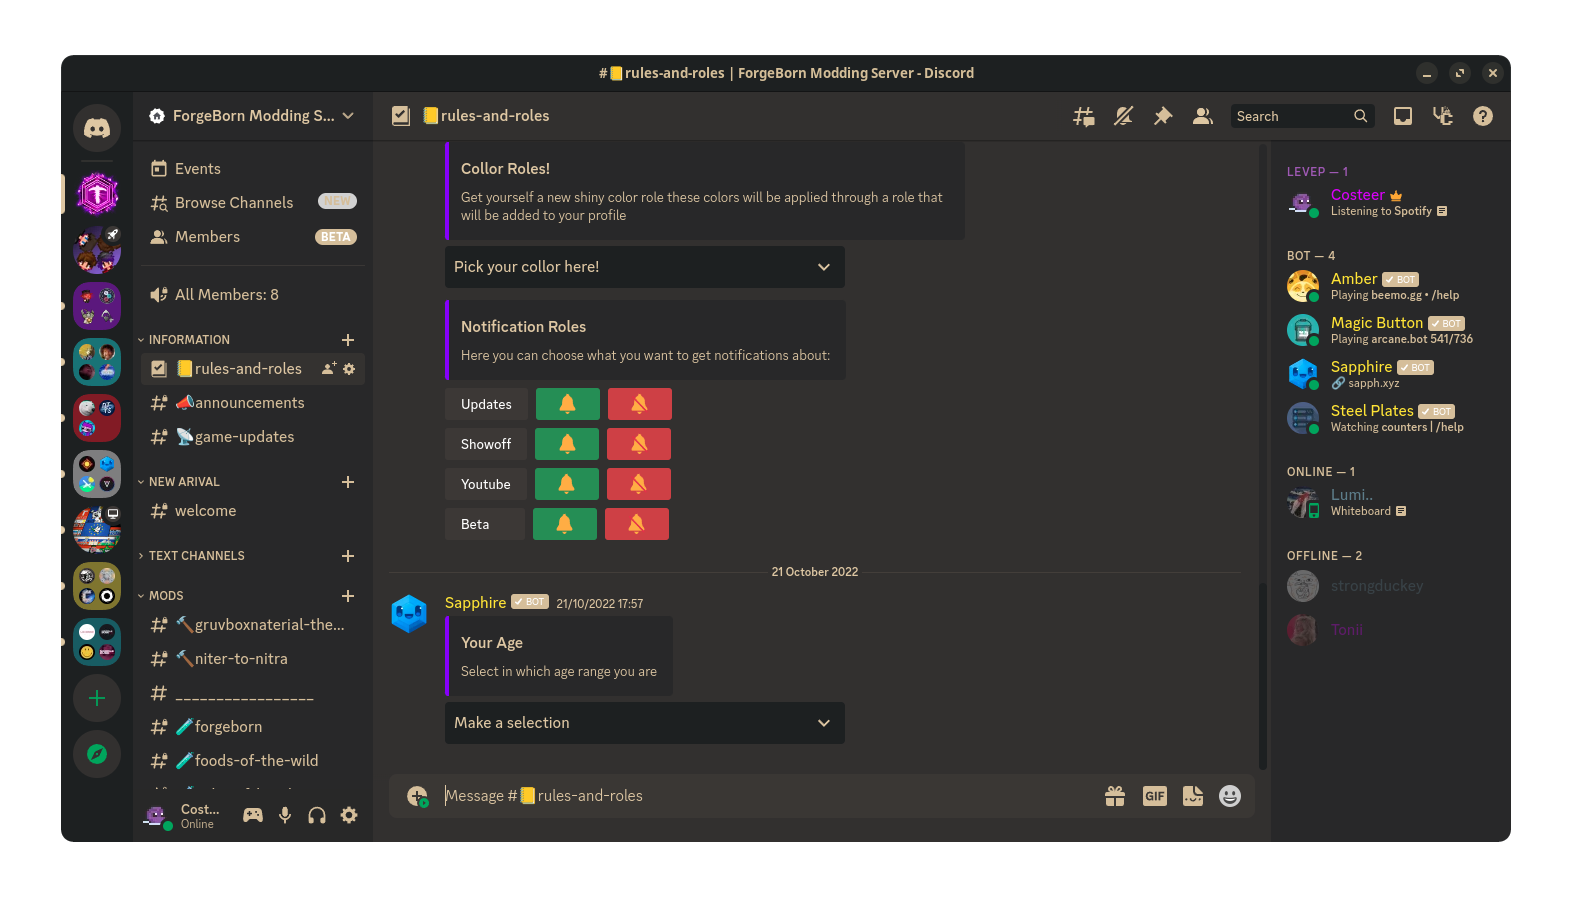 #📒rules-and-roles | ForgeBorn Modding Server - Discord
ForgeBorn Modding S...
📒rules-and-roles
Search
Events
Browse Channels NEW
Members BETA
All Members: 8
INFORMATION
📒rules-and-roles
📣announcements
📡game-updates
NEW ARIVAL
welcome
TEXT CHANNELS
MODS
🔨gruvboxnaterial-the...
🔨niter-to-nitra
_________________
🧪forgeborn
🧪foods-of-the-wild
Cost...
Online
Collor Roles!
Get yourself a new shiny color role these colors will be applied through a role that
will be added to your profile
Pick your collor here!
Notification Roles
Here you can choose what you want to get notifications about:
Updates
Showoff
Youtube
Beta
21 October 2022
Sapphire ✓ BOT 21/10/2022 17:57
Your Age
Select in which age range you are
Make a selection
Message #📒rules-and-roles
GIF
LEVEP — 1
Costeer
Listening to Spotify
BOT — 4
Amber ✓ BOT
Playing beemo.gg • /help
Magic Button ✓ BOT
Playing arcane.bot 541/736
Sapphire ✓ BOT
🔗 sapph.xyz
Steel Plates ✓ BOT
Watching counters | /help
ONLINE — 1
Lumi..
Whiteboard
OFFLINE — 2
strongduckey
Tonii